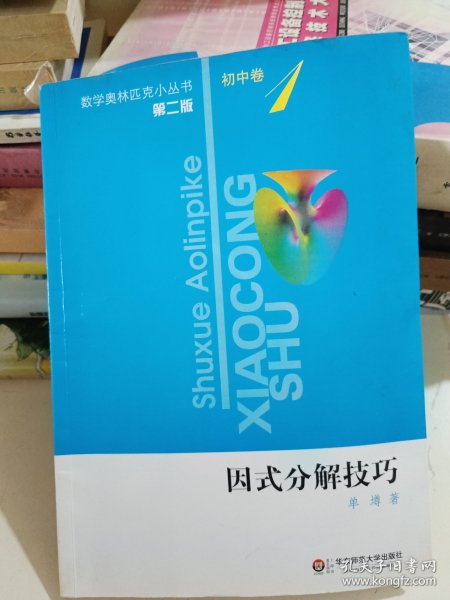 数学奥林匹克小丛书
第二版
初中卷
1
Shuxue Aolinpike
XIAOCONG
SHU
因式分解技巧
单 墫 著
华东师范大学出版社
孔夫子旧书网
www.kongfz.com